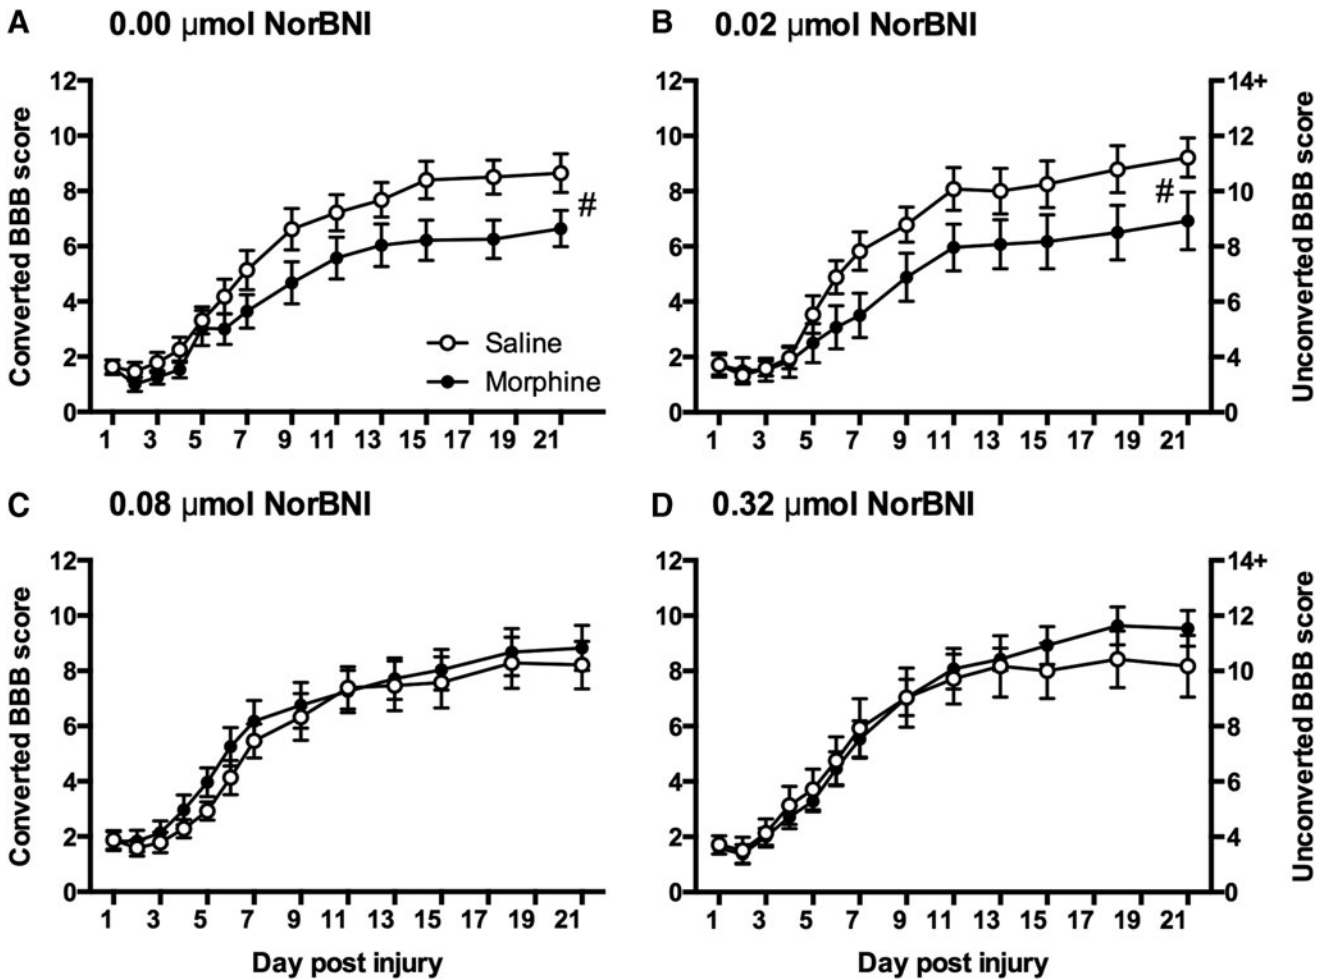 A 0.00 µmol NorBNI
B 0.02 µmol NorBNI
12
10
8
6
4
2
0
Converted BBB score
#
Saline
Morphine
1 3 5 7 9 11 13 15 17 19 21
12
10
8
6
4
2
0
#
14+
12
10
8
6
4
0
Unconverted BBB score
1 3 5 7 9 11 13 15 17 19 21
C 0.08 µmol NorBNI
D 0.32 µmol NorBNI
12
10
8
6
4
2
0
Converted BBB score
1 3 5 7 9 11 13 15 17 19 21
Day post injury
12
10
8
6
4
2
0
14+
12
10
8
6
4
0
Unconverted BBB score
1 3 5 7 9 11 13 15 17 19 21
Day post injury